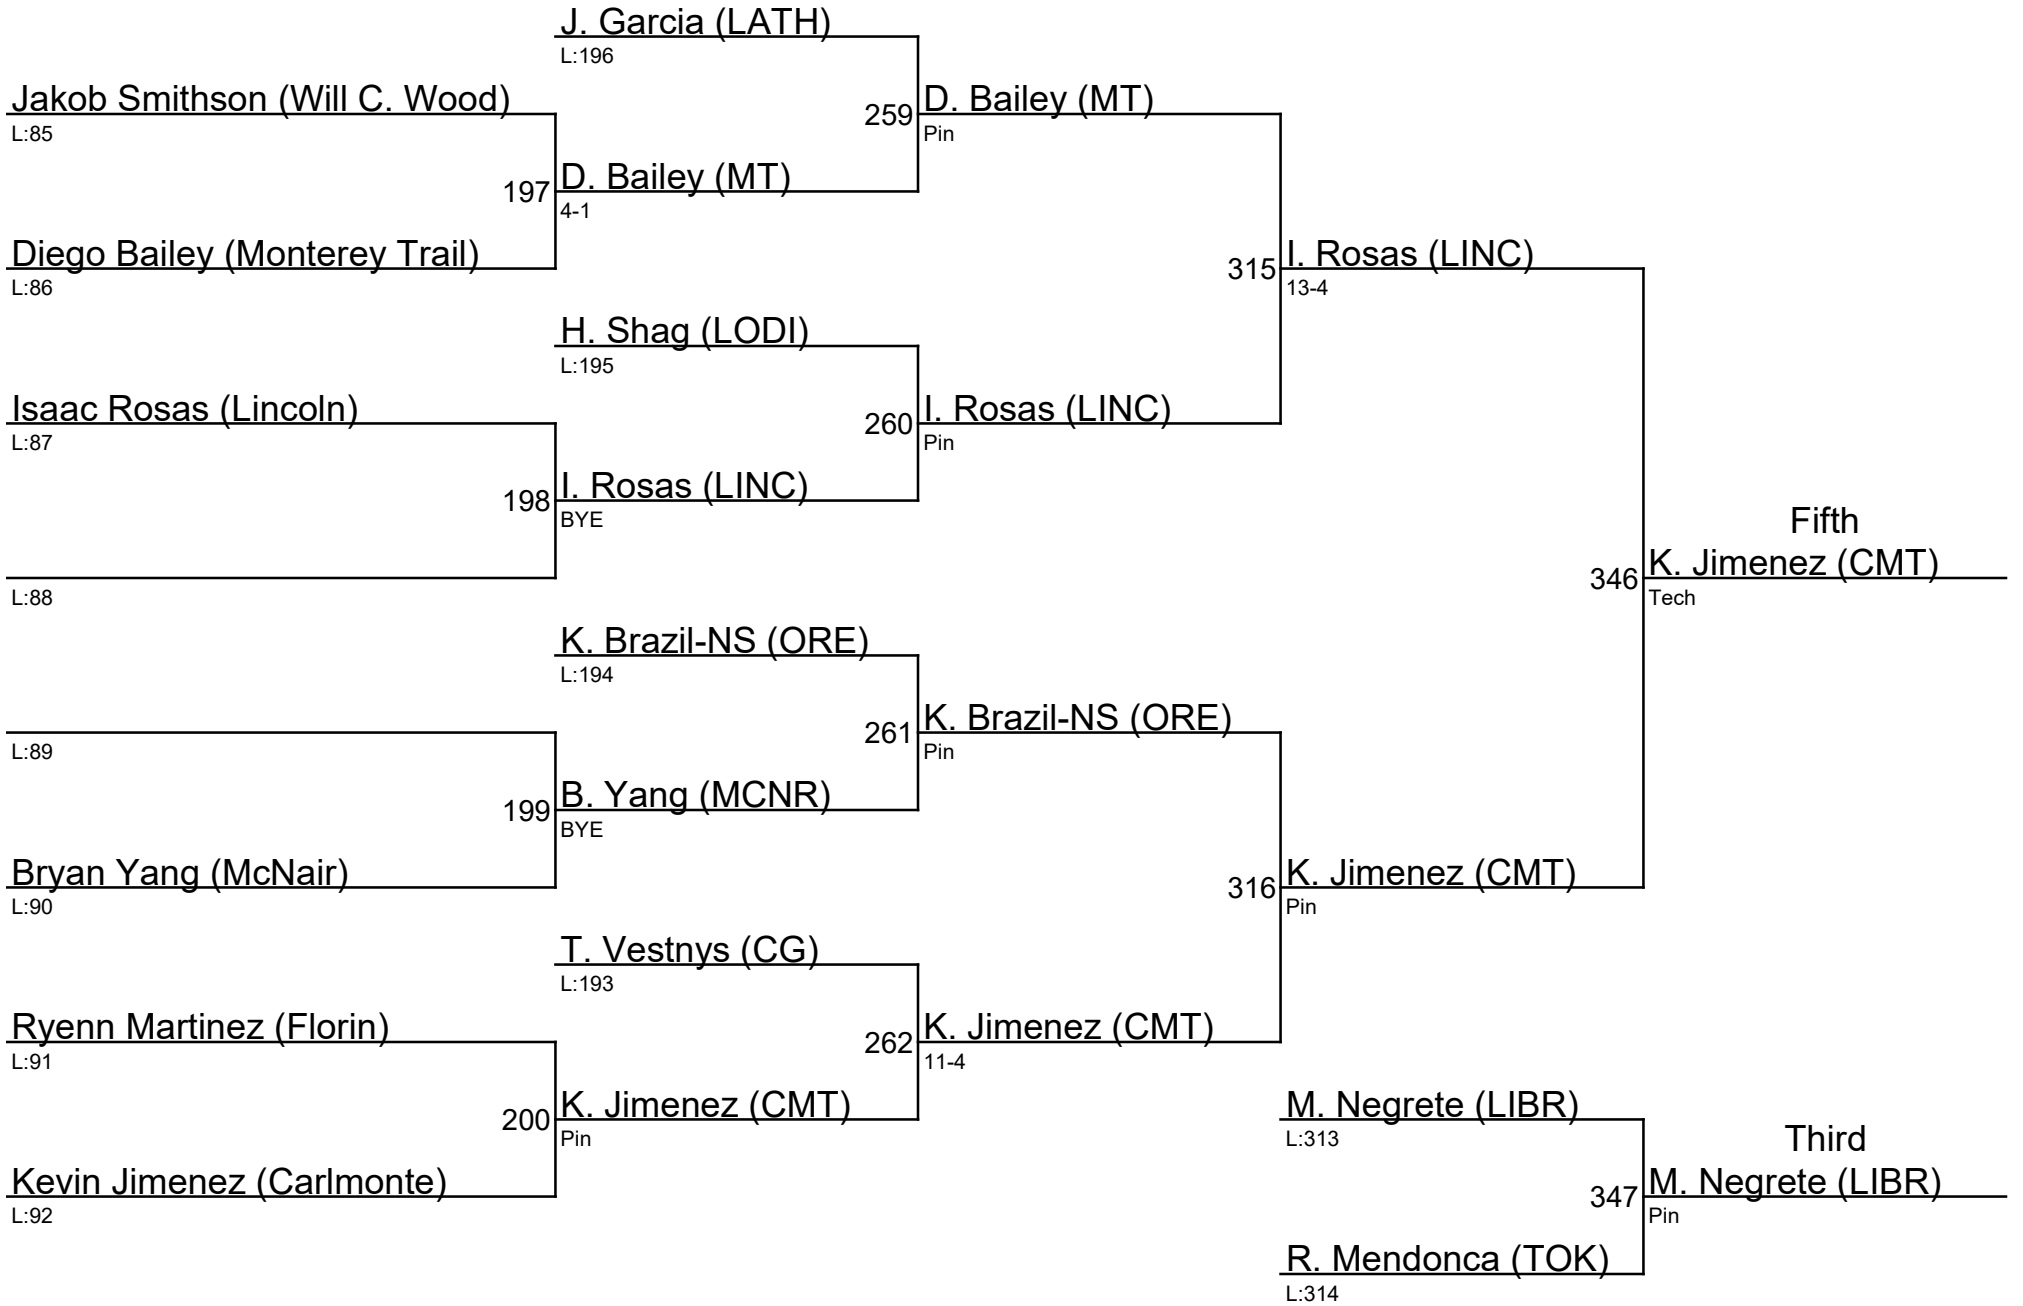 J. Garcia (LATH)
L:196
Jakob Smithson (Will C. Wood)
L:85
259
D. Bailey (MT)
Pin
197
D. Bailey (MT)
4-1
Diego Bailey (Monterey Trail)
L:86
315
I. Rosas (LINC)
13-4
H. Shag (LODI)
L:195
Isaac Rosas (Lincoln)
L:87
260
I. Rosas (LINC)
Pin
198
I. Rosas (LINC)
BYE
L:88
Fifth
346
K. Jimenez (CMT)
Tech
K. Brazil-NS (ORE)
L:194
L:89
261
K. Brazil-NS (ORE)
Pin
199
B. Yang (MCNR)
BYE
Bryan Yang (McNair)
L:90
316
K. Jimenez (CMT)
Pin
T. Vestnys (CG)
L:193
Ryenn Martinez (Florin)
L:91
262
K. Jimenez (CMT)
11-4
200
K. Jimenez (CMT)
Pin
M. Negrete (LIBR)
L:313
Kevin Jimenez (Carlmonte)
L:92
Third
347
M. Negrete (LIBR)
Pin
R. Mendonca (TOK)
L:314